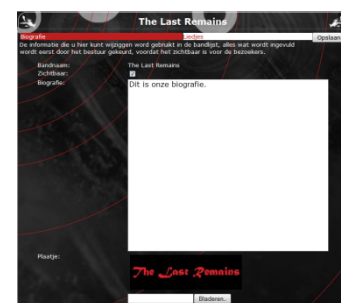 The Last Remains
Biografie
Liedjes
Opslaan
De informatie die u hier kunt wijziggen word gebruikt in de bandlijst, alles wat wordt ingevuld
wordt eerst door het bestuur gekeurd, voordat het zichtbaar is voor de bezoekers.
Bandnaam: The Last Remains
Zichtbaar:
Biografie: Dit is onze biografie.
Plaatje: The Last Remains
Bladeren.